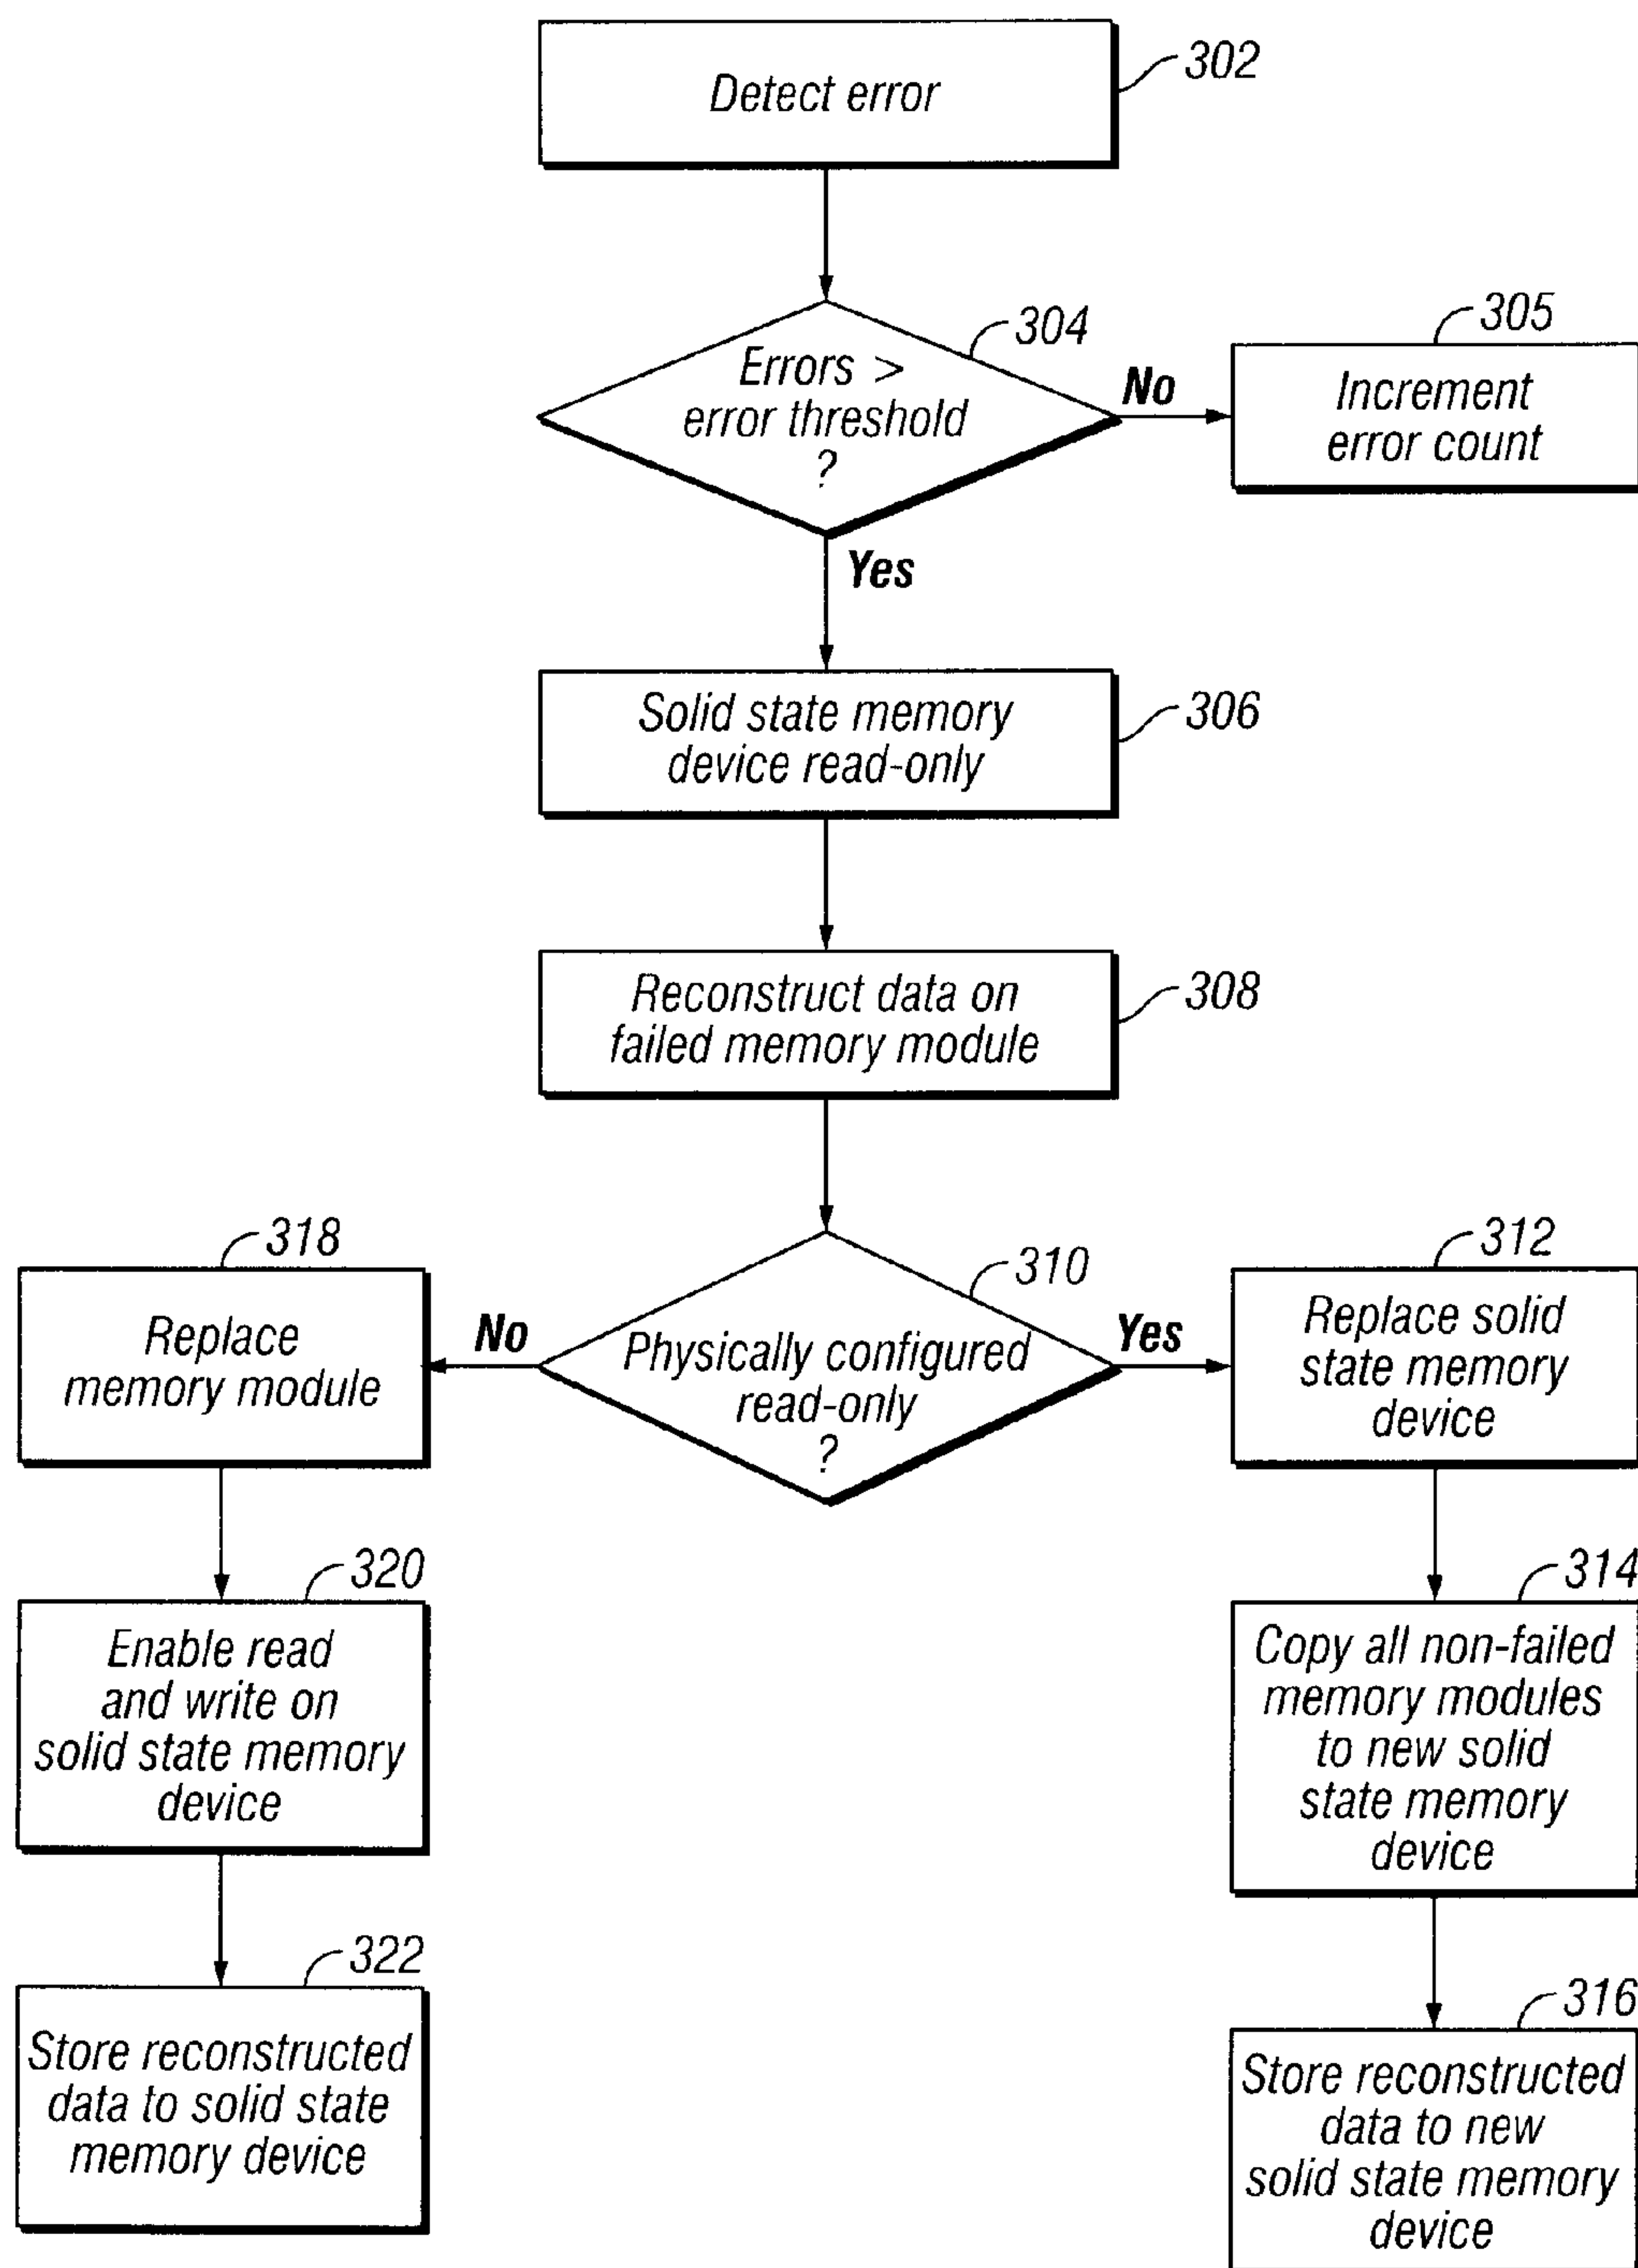 Detect error
302
Errors >
error threshold
?
304
No
305
Increment
error count
Yes
Solid state memory
device read-only
306
Reconstruct data on
failed memory module
308
318
Replace
memory module
No
310
Physically configured
read-only
?
Yes
312
Replace solid
state memory
device
320
Enable read
and write on
solid state memory
device
314
Copy all non-failed
memory modules
to new solid
state memory
device
322
Store reconstructed
data to solid state
memory device
316
Store reconstructed
data to new
solid state memory
device